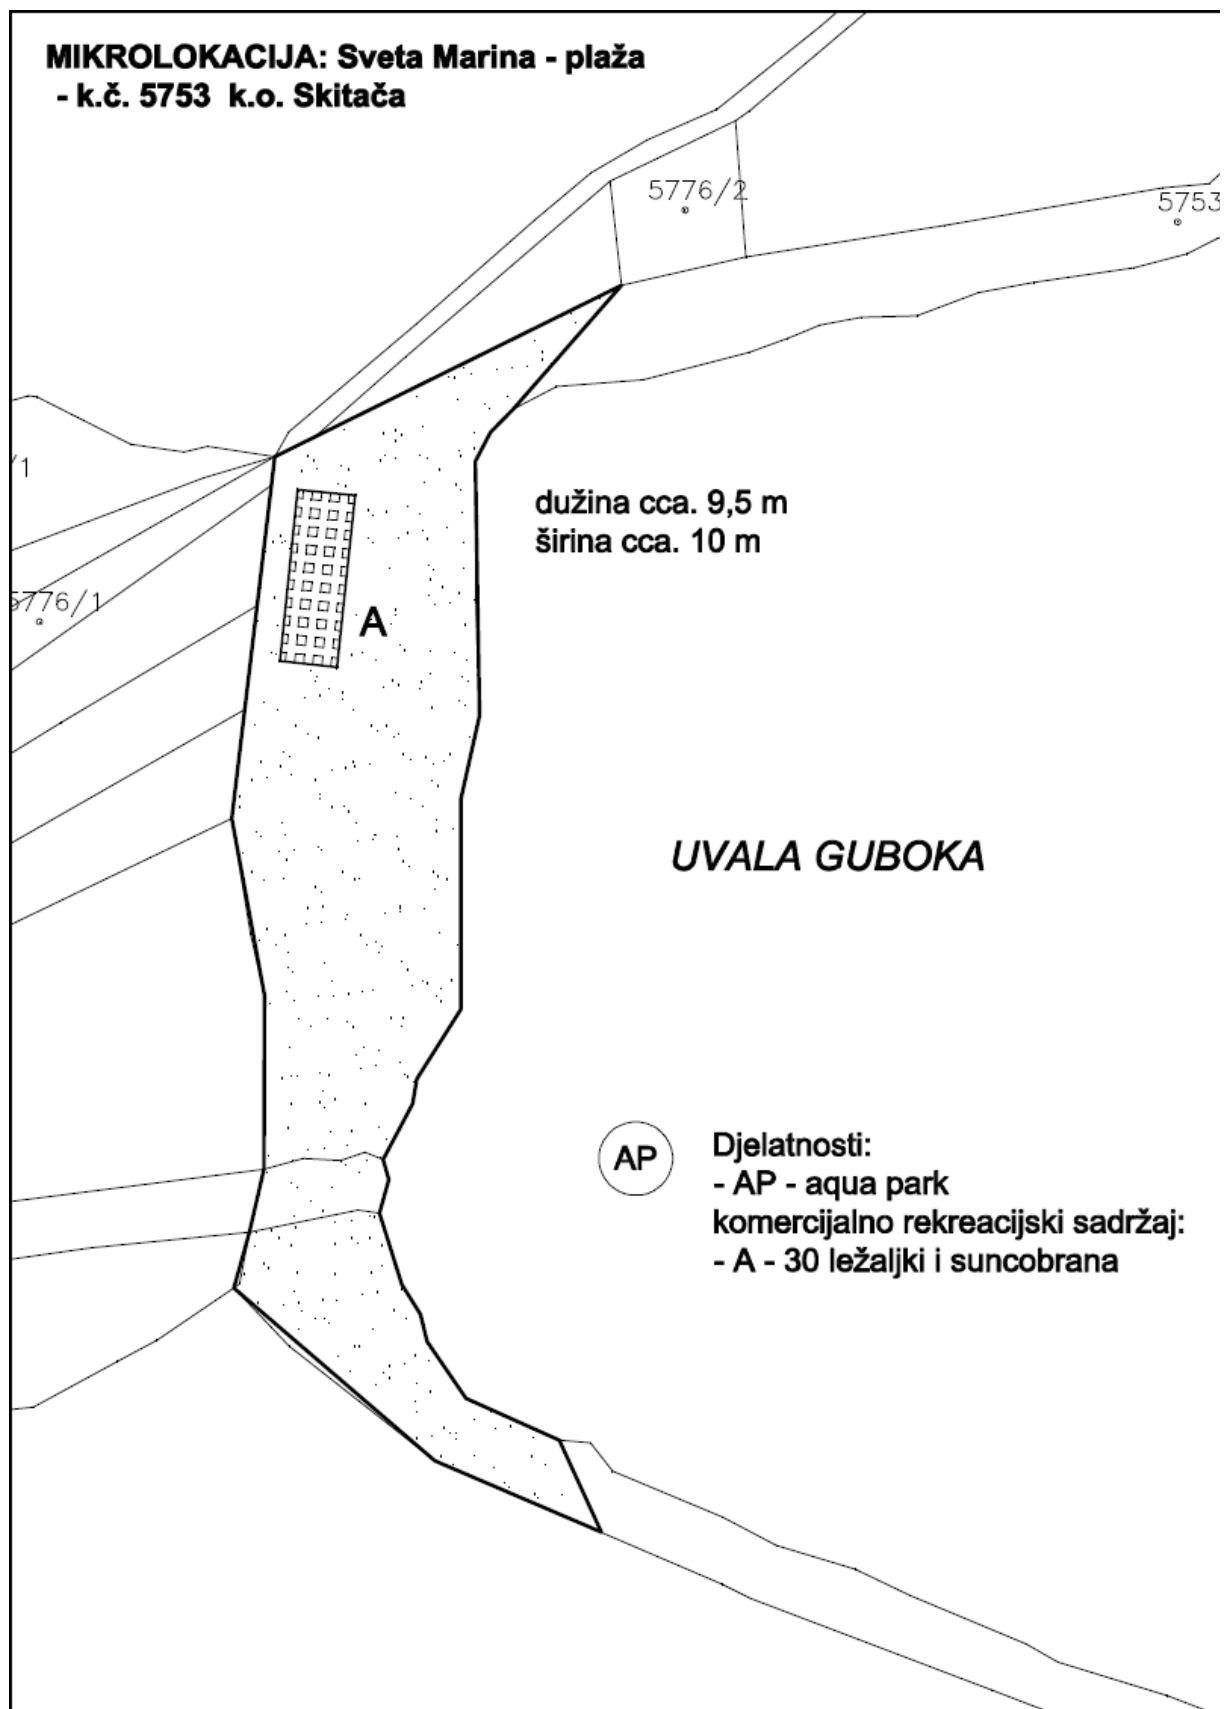 MIKROLOKACIJA: Sveta Marina - plaža
- k.č. 5753 k.o. Skitača
5776/2
5753
/1
dužina cca. 9,5 m
širina cca. 10 m
5776/1
A
UVALA GUBOKA
AP
Djelatnosti:
- AP - aqua park
komercijalno rekreacijski sadržaj:
- A - 30 ležaljki i suncobrana